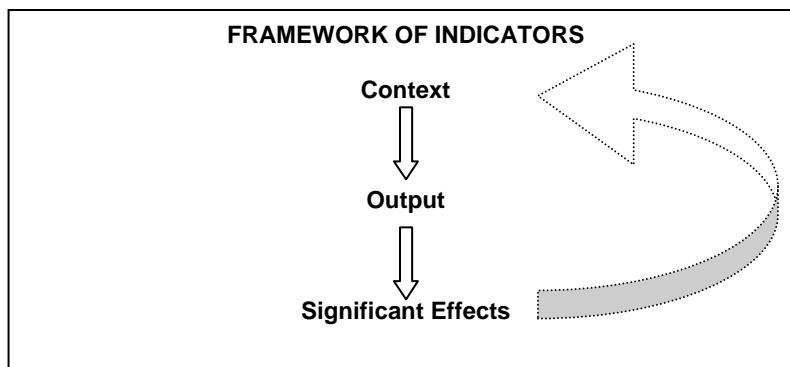 FRAMEWORK OF INDICATORS
Context
Output
Significant Effects